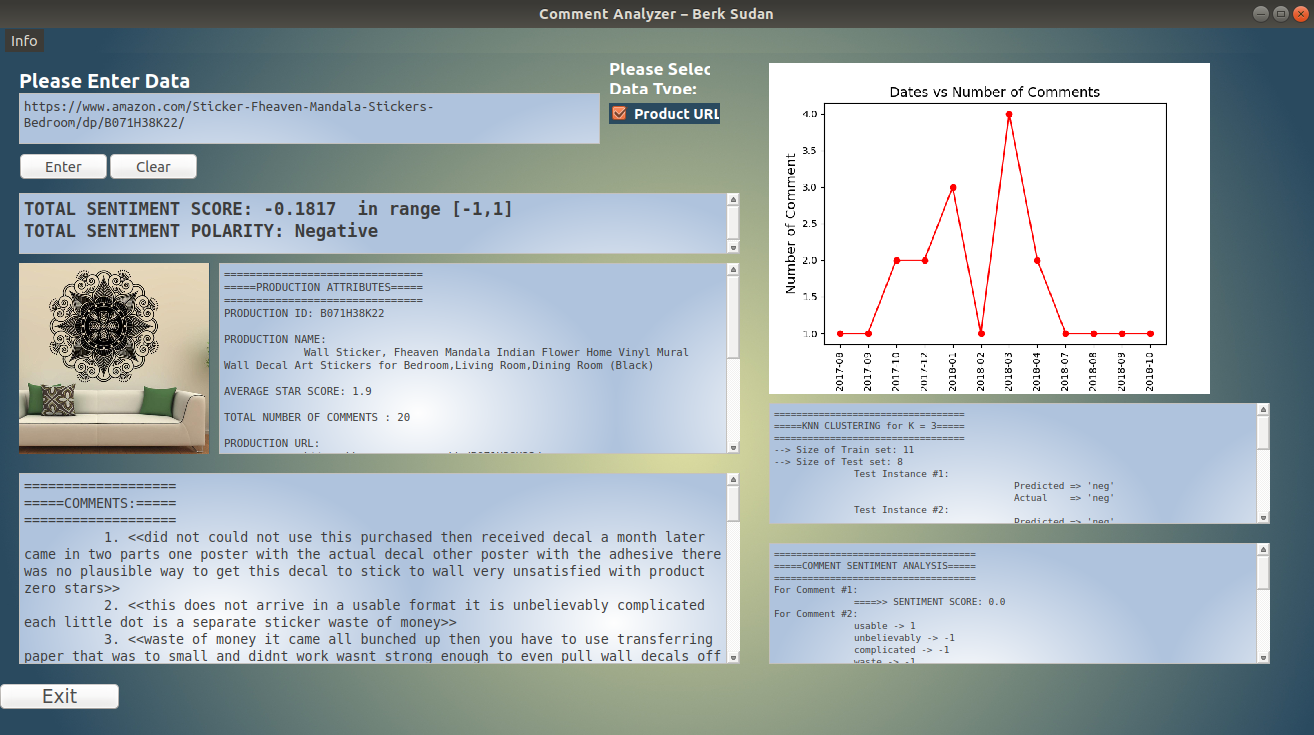 Comment Analyzer – Berk Sudan
Info
Please Enter Data
https://www.amazon.com/Sticker-Fheaven-Mandala-Stickers-
Bedroom/dp/B071H38K22/
Please Selec
Data Type:
Product URL
Enter
Clear
TOTAL SENTIMENT SCORE: -0.1817  in range [-1,1]
TOTAL SENTIMENT POLARITY: Negative
==============================
=====PRODUCTION ATTRIBUTES=====
==============================
PRODUCTION ID: B071H38K22
PRODUCTION NAME:
Wall Sticker, Fheaven Mandala Indian Flower Home Vinyl Mural
Wall Decal Art Stickers for Bedroom,Living Room,Dining Room (Black)
AVERAGE STAR SCORE: 1.9
TOTAL NUMBER OF COMMENTS : 20
PRODUCTION URL:
===================
=====COMMENTS:=====
===================
1. <<did not could not use this purchased then received decal a month later
came in two parts one poster with the actual decal other poster with the adhesive there
was no plausible way to get this decal to stick to wall very unsatisfied with product
zero stars>>
2. <<this does not arrive in a usable format it is unbelievably complicated
each little dot is a separate sticker waste of money>>
3. <<waste of money it came all bunched up then you have to use transferring
paper that was to small and didnt work wasnt strong enough to even pull wall decals off
Exit
Dates vs Number of Comments
Number of Comment
4.0
3.5
3.0
2.5
2.0
1.5
1.0
2017-08
2017-09
2017-10
2017-12
2018-01
2018-02
2018-03
2018-04
2018-07
2018-08
2018-09
2018-10
==================================
=====KNN CLUSTERING for K = 3=====
==================================
--> Size of Train set: 11
--> Size of Test set: 8
Test Instance #1:
Predicted => 'neg'
Actual    => 'neg'
Test Instance #2:
Predicted => 'neg'
====================================
=====COMMENT SENTIMENT ANALYSIS=====
====================================
For Comment #1:
====>> SENTIMENT SCORE: 0.0
For Comment #2:
usable -> 1
unbelievably -> -1
complicated -> -1
waste -> -1